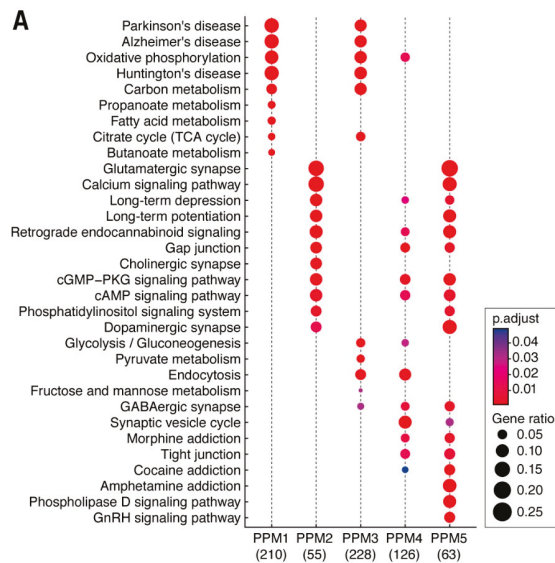 A
Parkinson's disease
Alzheimer's disease
Oxidative phosphorylation
Huntington's disease
Carbon metabolism
Propanoate metabolism
Fatty acid metabolism
Citrate cycle (TCA cycle)
Butanoate metabolism
Glutamatergic synapse
Calcium signaling pathway
Long-term depression
Long-term potentiation
Retrograde endocannabinoid signaling
Gap junction
Cholinergic synapse
cGMP−PKG signaling pathway
cAMP signaling pathway
Phosphatidylinositol signaling system
Dopaminergic synapse
Glycolysis / Gluconeogenesis
Pyruvate metabolism
Endocytosis
Fructose and mannose metabolism
GABAergic synapse
Synaptic vesicle cycle
Morphine addiction
Tight junction
Cocaine addiction
Amphetamine addiction
Phospholipase D signaling pathway
GnRH signaling pathway
PPM1 PPM2 PPM3 PPM4 PPM5
(210) (55) (228) (126) (63)
p.adjust
0.04
0.03
0.02
0.01
Gene ratio
0.05
0.10
0.15
0.20
0.25